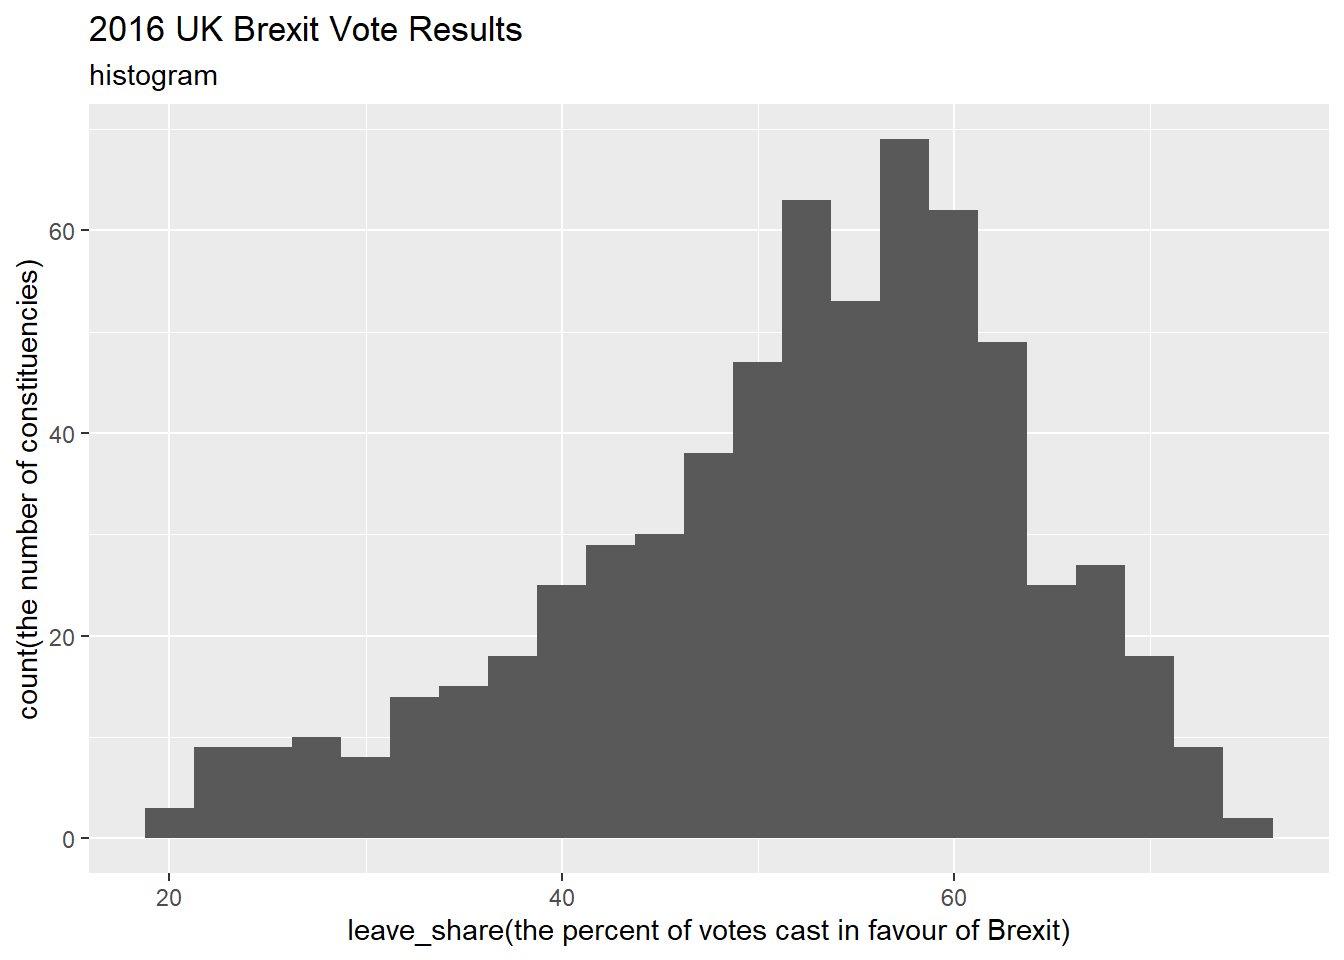 2016 UK Brexit Vote Results
histogram
60
40
20
0
count(the number of constituencies)
20 40 60
leave_share(the percent of votes cast in favour of Brexit)